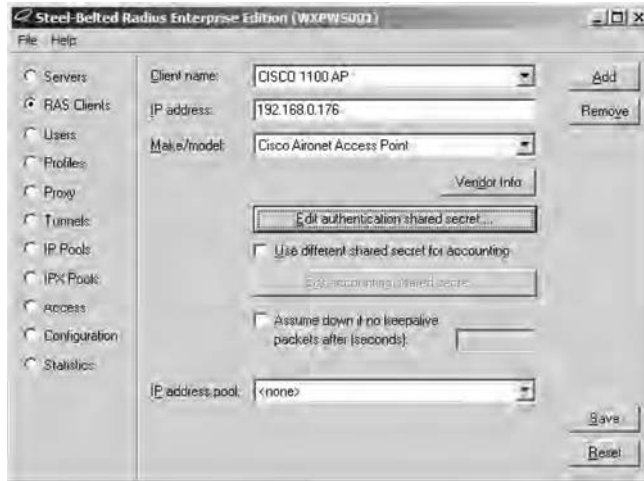 Steel-Belted Radius Enterprise Edition (WXPWS001)
File Help
Servers
RAS Clients
Users
Profiles
Proxy
Tunnels
IP Pools
IPX Pools
Access
Configuration
Statistics
Client name: CISCO 1100 AP
IP address: 192.168.0.176
Make/model: Cisco Aironet Access Point
Vendor Info
Edit authentication shared secret...
Use different shared secret for accounting
Edit accounting shared secret
Assume down if no keepalive
packets after (seconds):
IP address pool: <none>
Add
Remove
Save
Reset